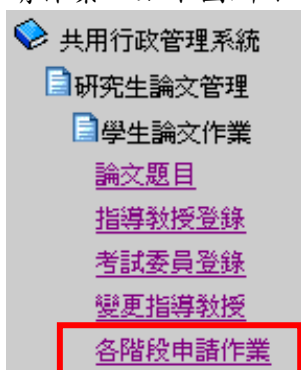 共用行政管理系統
研究生論文管理
學生論文作業
論文題目
指導教授登錄
考試委員登錄
變更指導教授
各階段申請作業